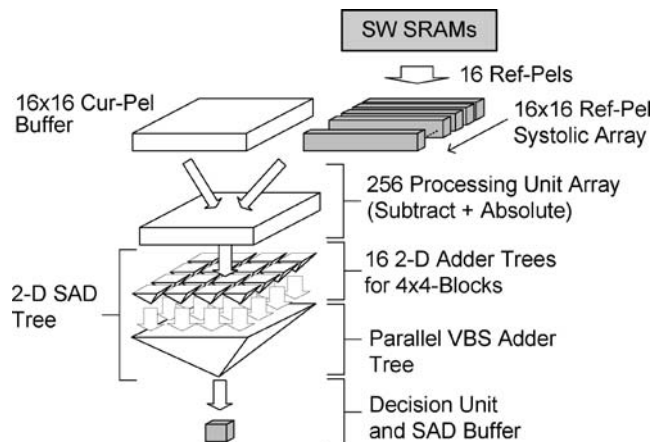 SW SRAMs
16 Ref-Pels
16x16 Cur-Pel
Buffer
16x16 Ref-Pel
Systolic Array
256 Processing Unit Array
(Subtract + Absolute)
2-D SAD
Tree
16 2-D Adder Trees
for 4x4-Blocks
Parallel VBS Adder
Tree
Decision Unit
and SAD Buffer